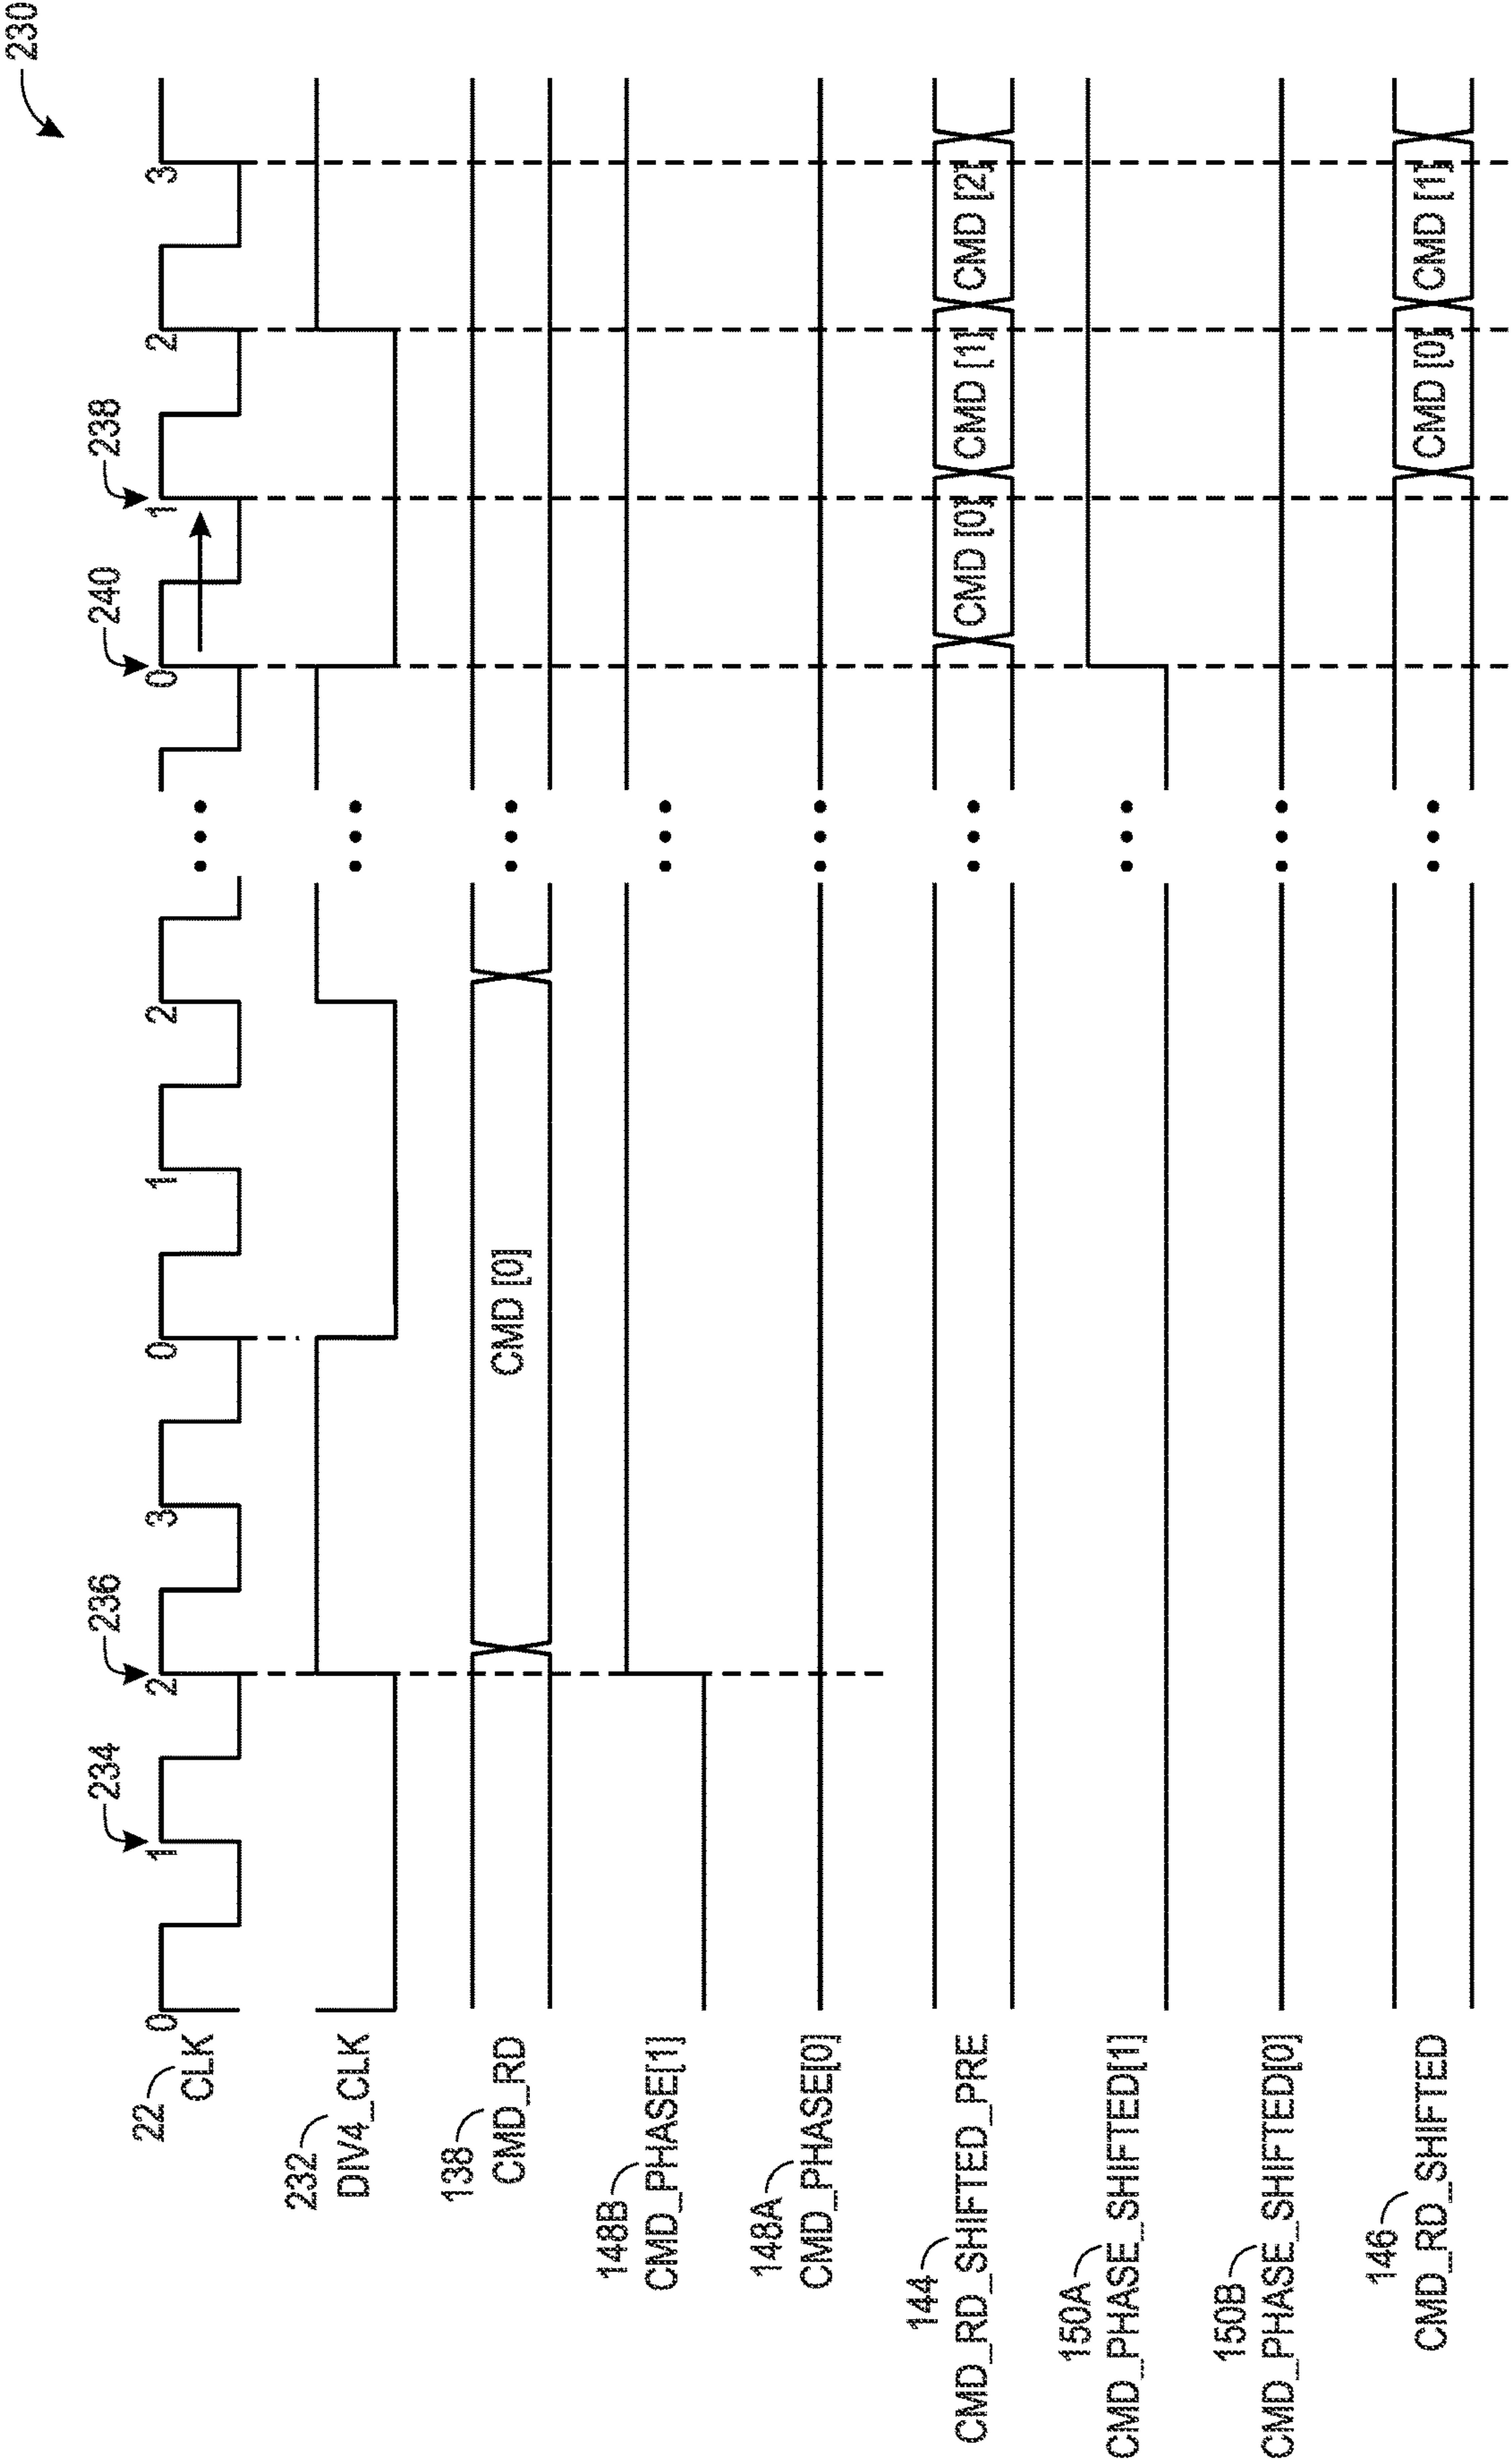 230
234
236
240
238
0
1
2
3
0
1
2
0
1
2
3
22
CLK
232
DIV4_CLK
138
CMD_RD
CMD [0]
148B
CMD_PHASE[1]
148A
CMD_PHASE[0]
144
CMD_RD_SHIFTED_PRE
CMD [0]
CMD [1]
CMD [2]
150A
CMD_PHASE_SHIFTED[1]
150B
CMD_PHASE_SHIFTED[0]
146
CMD_RD_SHIFTED
CMD [0]
CMD [1]